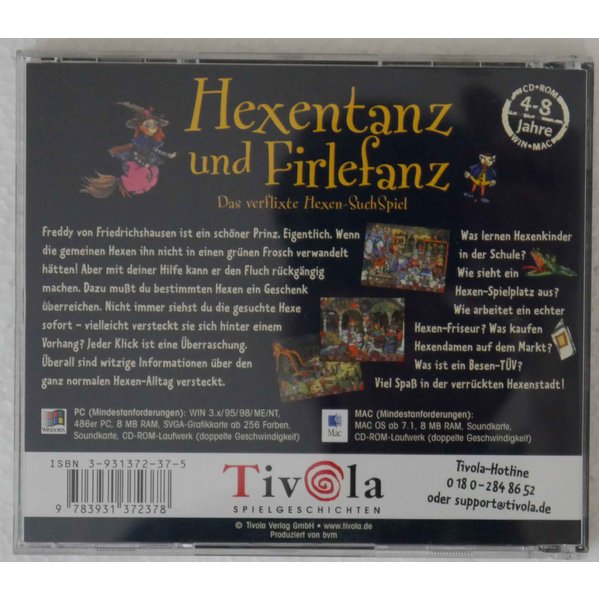 Hexentanz
und Firlefanz
Das verflixte Hexen-SuchSpiel
CD-ROM
4-8
Jahre
WIN•MAC
Freddy von Friedrichshausen ist ein schöner Prinz. Eigentlich. Wenn
die gemeinen Hexen ihn nicht in einen grünen Frosch verwandelt
hätten! Aber mit deiner Hilfe kann er den Fluch rückgängig
machen. Dazu mußt du bestimmten Hexen ein Geschenk
überreichen. Nicht immer siehst du die gesuchte Hexe
sofort – vielleicht versteckt sie sich hinter einem
Vorhang? Jeder Klick ist eine Überraschung.
Überall sind witzige Informationen über den
ganz normalen Hexen-Alltag versteckt.
Was lernen Hexenkinder
in der Schule?
Wie sieht ein
Hexen-Spielplatz aus?
Wie arbeitet ein echter
Hexen-Friseur? Was kaufen
Hexendamen auf dem Markt?
Was ist ein Besen-TÜV?
Viel Spaß in der verrückten Hexenstadt!
WINDOWS
PC (Mindestanforderungen): WIN 3.x/95/98/ME/NT,
486er PC, 8 MB RAM, SVGA-Grafikkarte ab 256 Farben,
Soundkarte, CD-ROM-Laufwerk (doppelte Geschwindigkeit)
Mac
MAC (Mindestanforderungen):
MAC OS ab 7.1, 8 MB RAM, Soundkarte,
CD-ROM-Laufwerk (doppelte Geschwindigkeit)
ISBN 3-931372-37-5
9 783931 372378
Tivola
SPIELGESCHICHTEN
© Tivola Verlag GmbH • www.tivola.de
Produziert von bvm
Tivola-Hotline
0 18 0-2 84 86 52
oder support@tivola.de